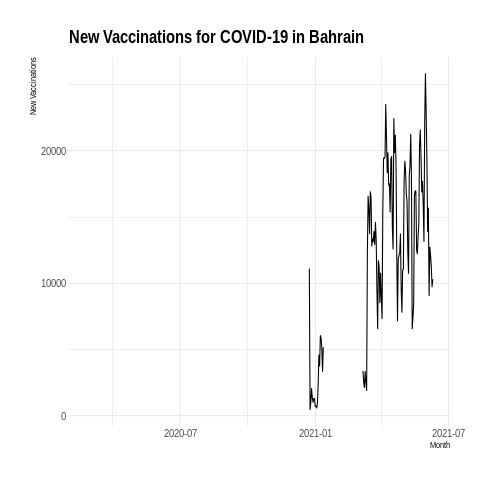 New Vaccinations for COVID-19 in Bahrain
New Vaccinations
20000
10000
0
2020-07
2021-01
2021-07
Month